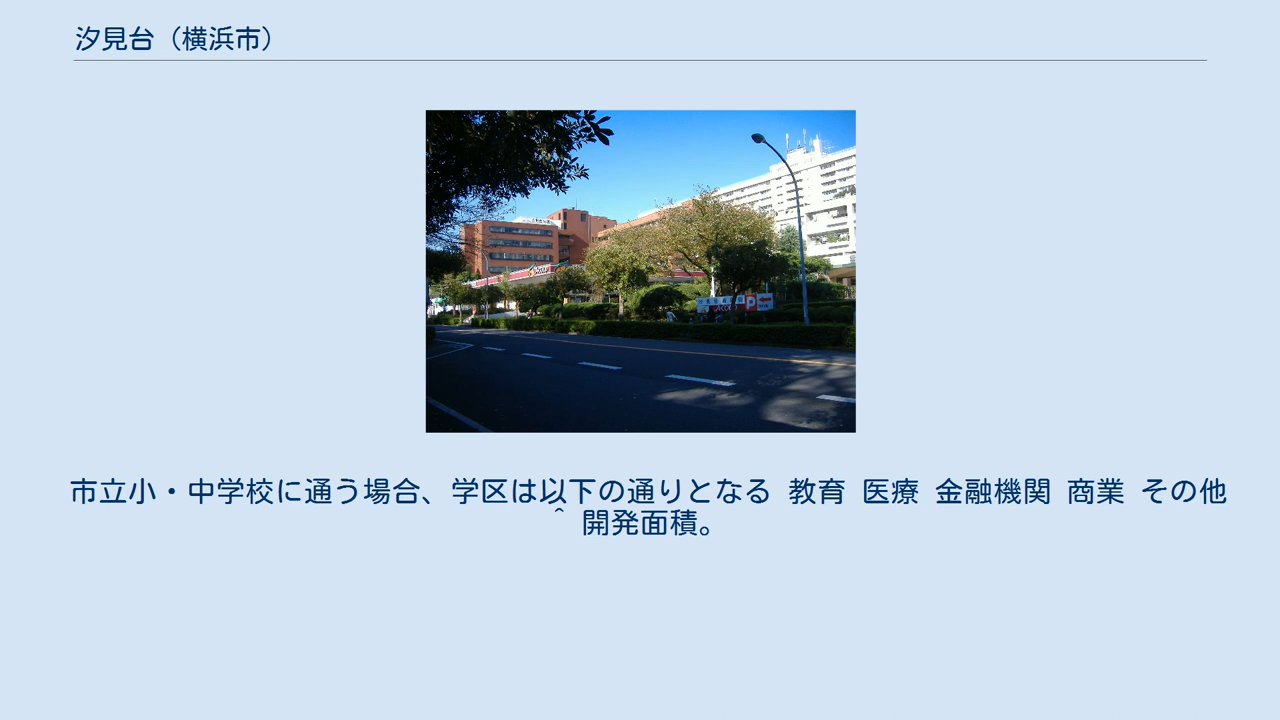 汐見台（横浜市）
P
市立小・中学校に通う場合、学区は以下の通りとなる 教育 医療 金融機関 商業 その他
^ 開発面積。